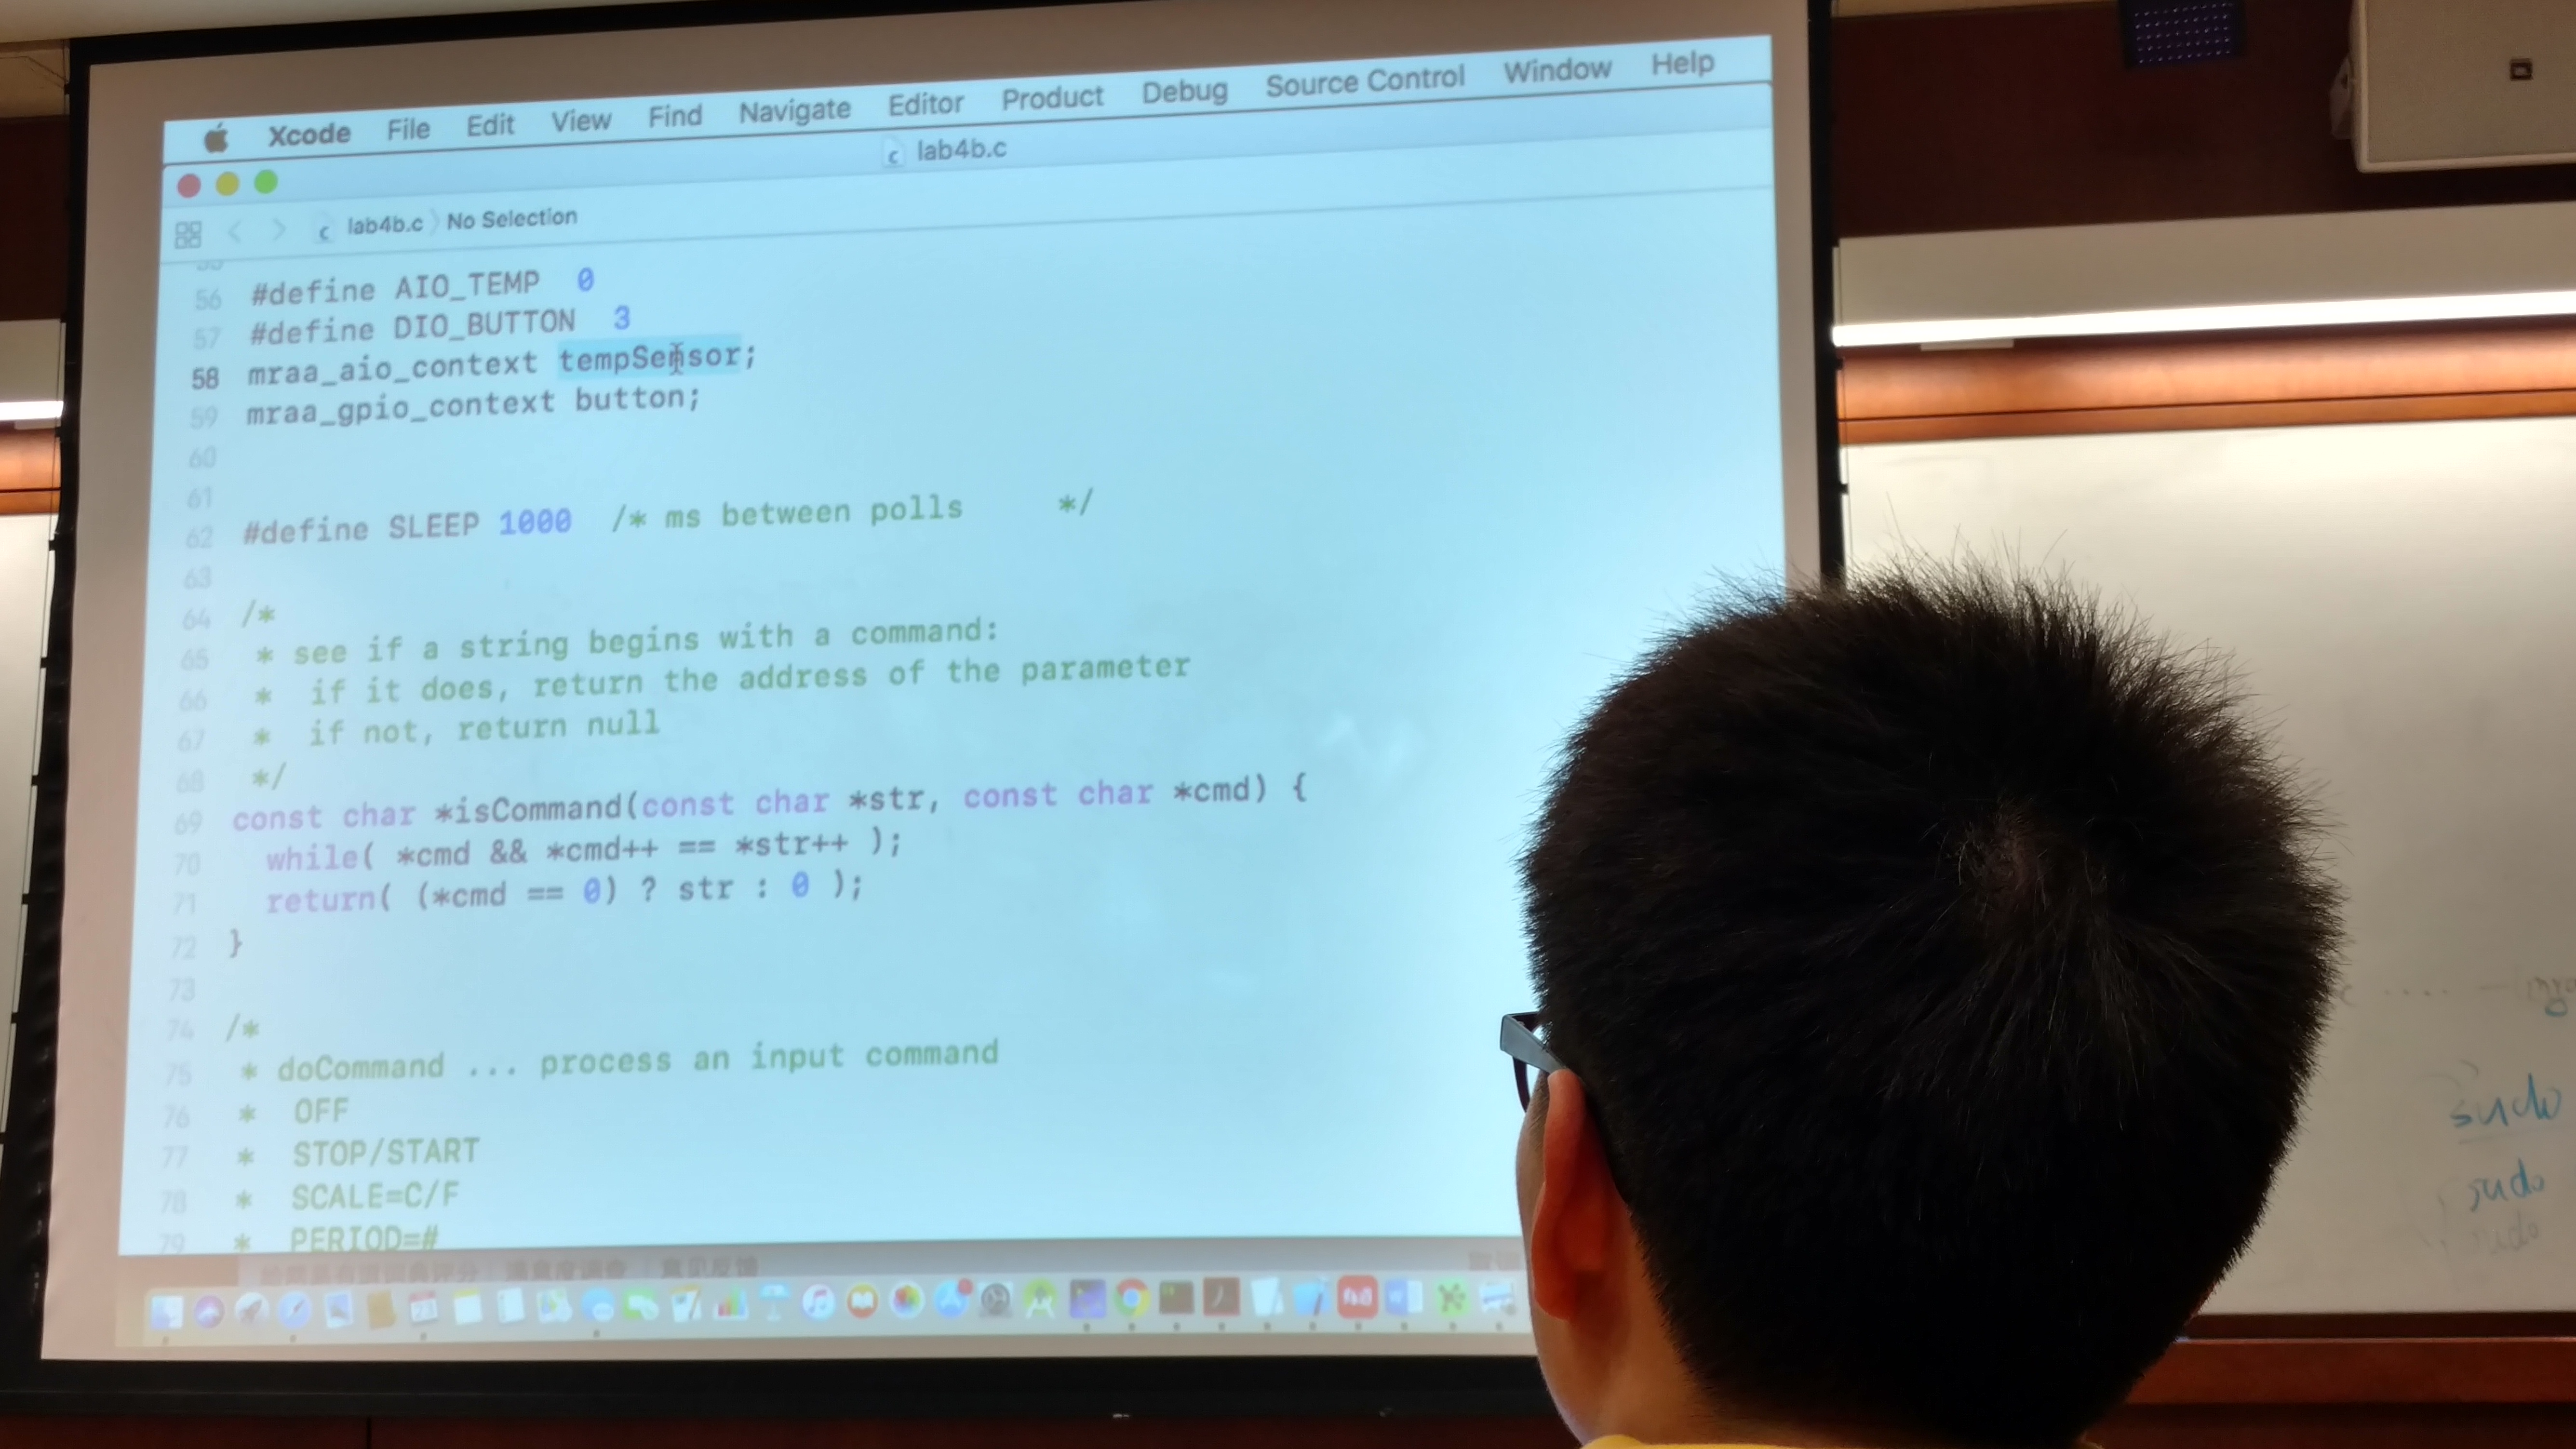 Xcode File Edit View Find Navigate Editor Product Debug Source Control Window Help
lab4b.c
lab4b.c No Selection
56 #define AIO_TEMP 0
57 #define DIO_BUTTON 3
58 mraa_aio_context tempSensor;
59 mraa_gpio_context button;
60
61
62 #define SLEEP 1000 /* ms between polls */
63
64 /*
65 * see if a string begins with a command:
66 * if it does, return the address of the parameter
67 * if not, return null
68 */
69 const char *isCommand(const char *str, const char *cmd) {
70 while( *cmd && *cmd++ == *str++ );
71 return( (*cmd == 0) ? str : 0 );
72 }
73
74 /*
75 * doCommand ... process an input command
76 * OFF
77 * STOP/START
78 * SCALE=C/F
79 * PERIOD=#
sudo
sudo
sudo